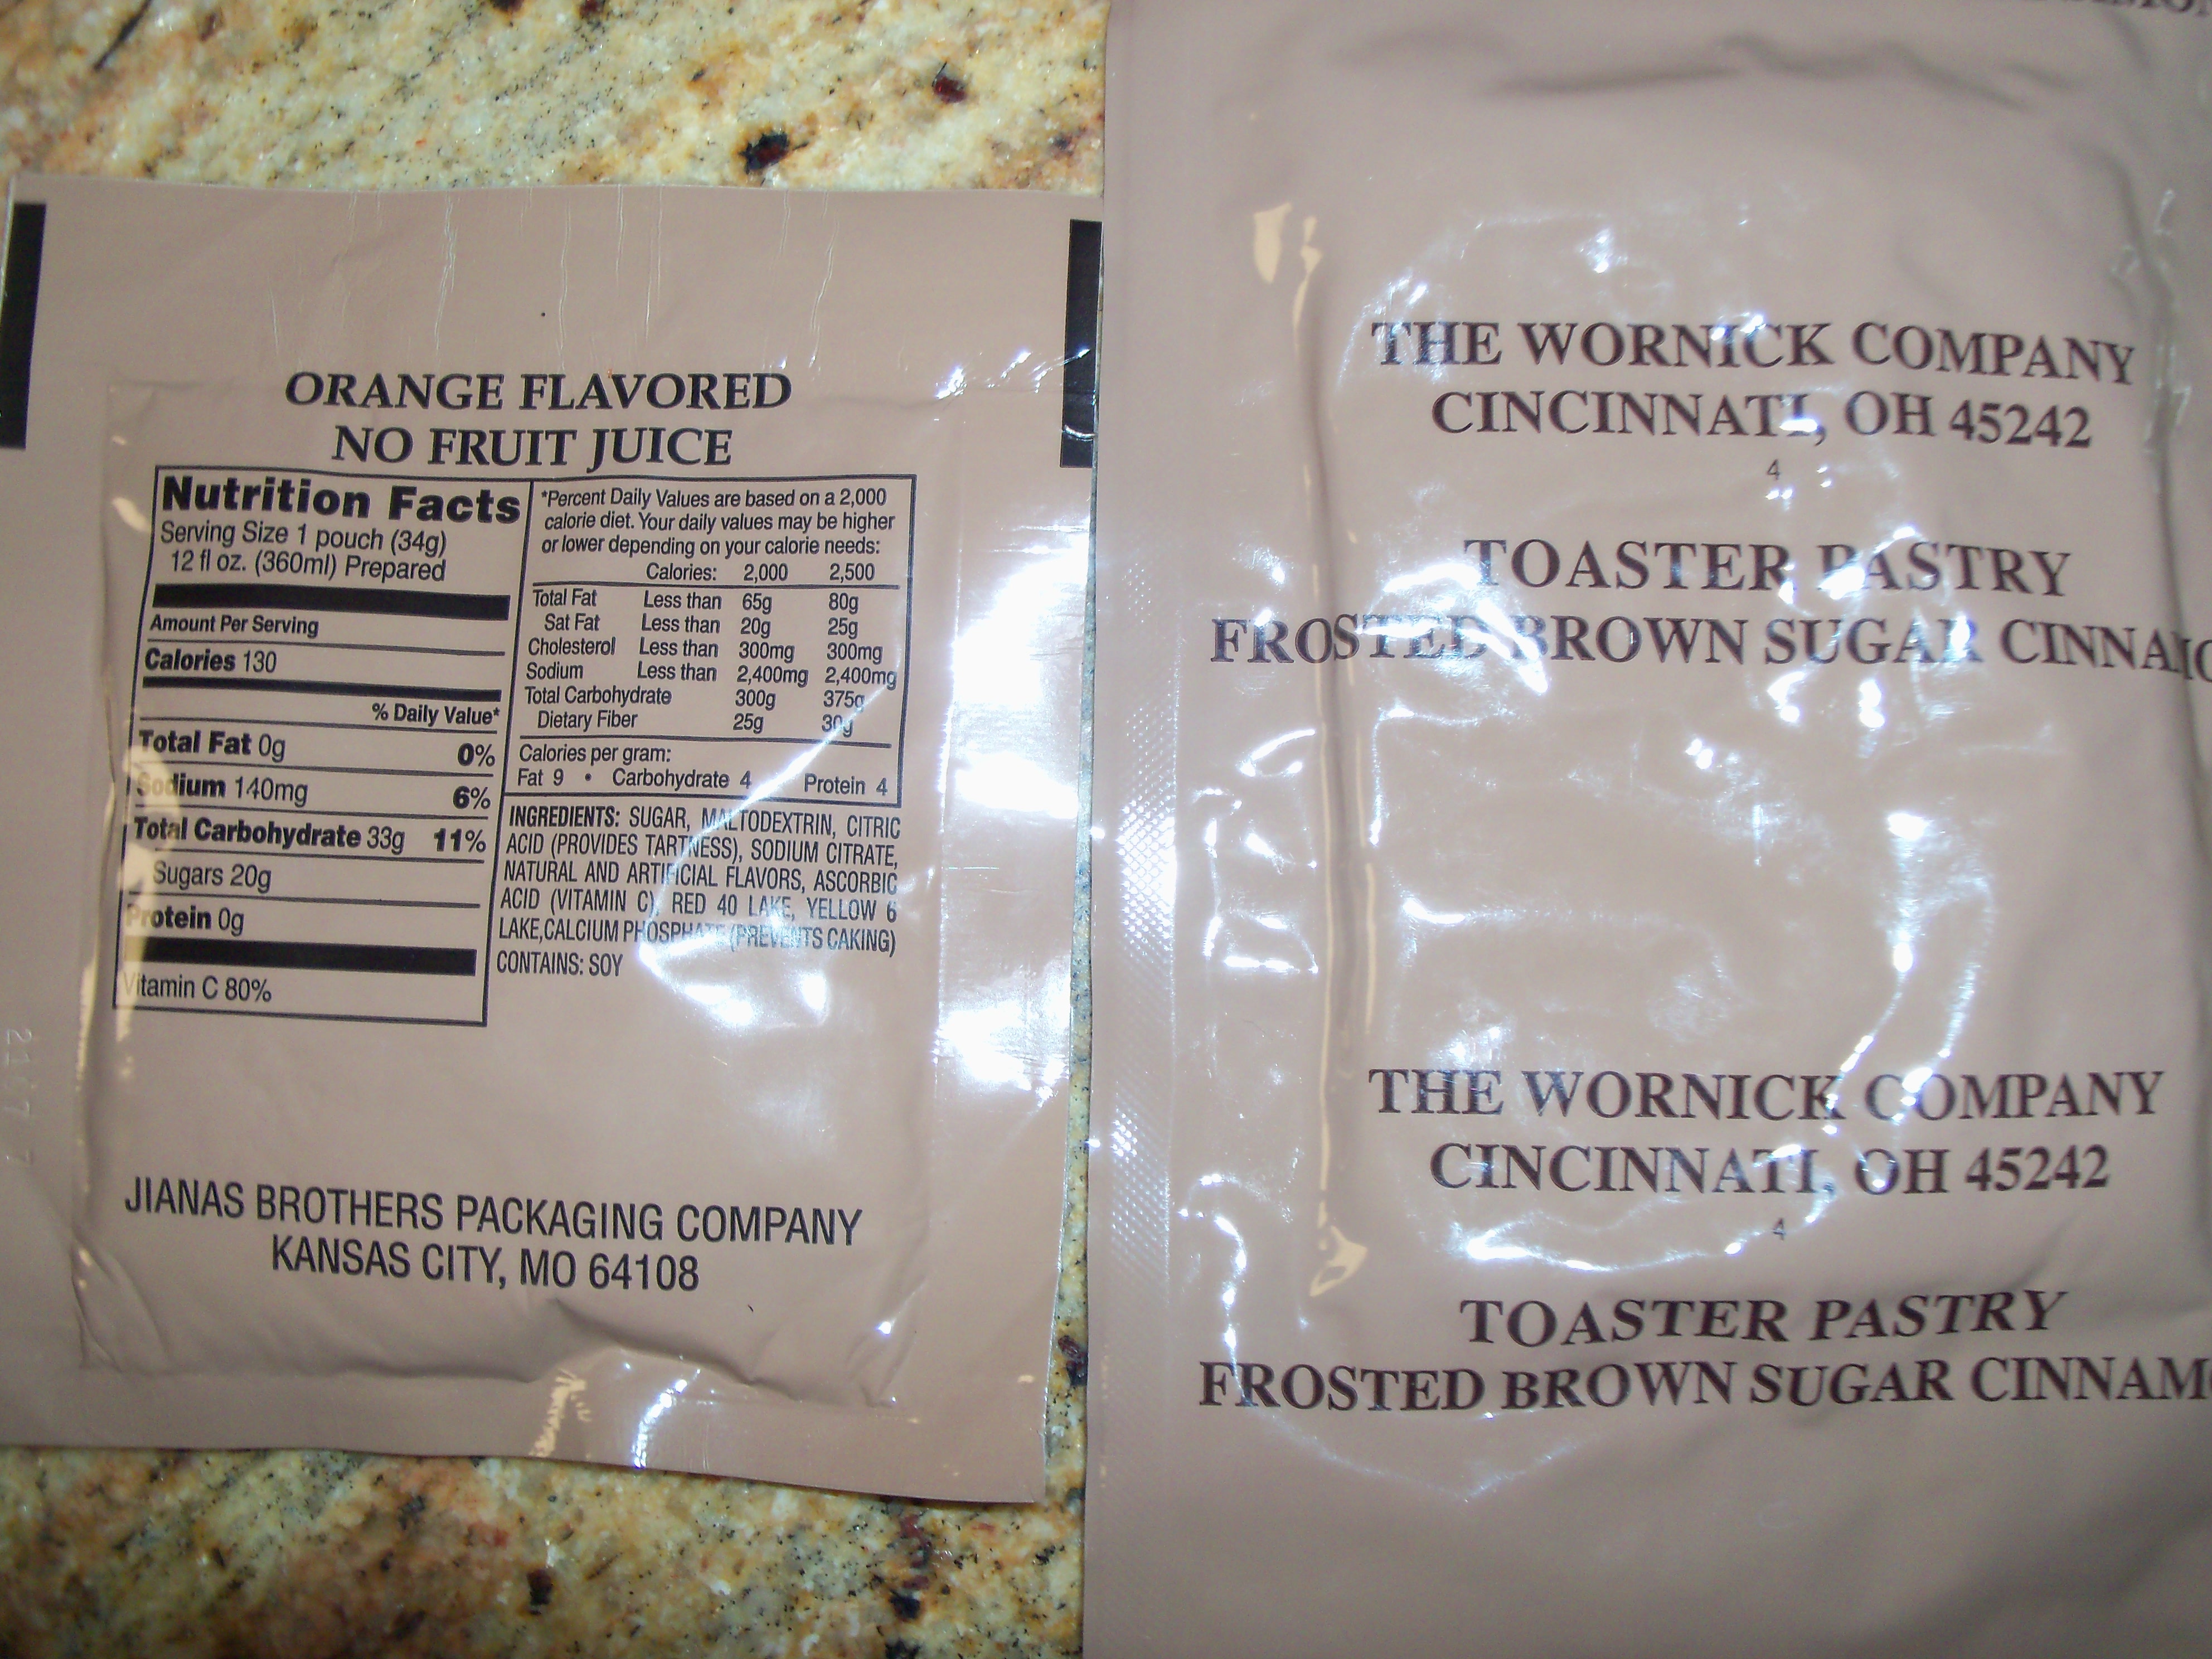 ORANGE FLAVORED
NO FRUIT JUICE
Nutrition Facts
Serving Size 1 pouch (34g)
12 fl oz. (360ml) Prepared
Amount Per Serving
Calories 130
% Daily Value*
Total Fat 0g 0%
Sodium 140mg 6%
Total Carbohydrate 33g 11%
Sugars 20g
Protein 0g
Vitamin C 80%
*Percent Daily Values are based on a 2,000
calorie diet. Your daily values may be higher
or lower depending on your calorie needs:
Calories: 2,000 2,500
Total Fat Less than 65g 80g
Sat Fat Less than 20g 25g
Cholesterol Less than 300mg 300mg
Sodium Less than 2,400mg 2,400mg
Total Carbohydrate 300g 375g
Dietary Fiber 25g 30g
Calories per gram:
Fat 9 • Carbohydrate 4 Protein 4
INGREDIENTS: SUGAR, MALTODEXTRIN, CITRIC
ACID (PROVIDES TARTNESS), SODIUM CITRATE,
NATURAL AND ARTIFICIAL FLAVORS, ASCORBIC
ACID (VITAMIN C), RED 40 LAKE, YELLOW 6
LAKE,CALCIUM PHOSPHATE (PREVENTS CAKING)
CONTAINS: SOY
JIANAS BROTHERS PACKAGING COMPANY
KANSAS CITY, MO 64108
THE WORNICK COMPANY
CINCINNATI, OH 45242
4
TOASTER PASTRY
FROSTED BROWN SUGAR CINNAMO
THE WORNICK COMPANY
CINCINNATI, OH 45242
4
TOASTER PASTRY
FROSTED BROWN SUGAR CINNAM